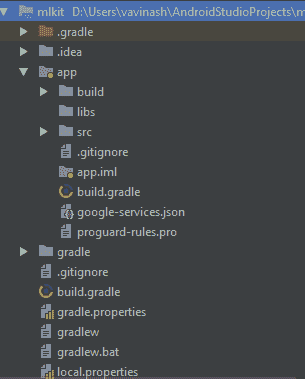 mlkit D:\Users\vavinash\AndroidStudioProjects\m
.gradle
.idea
app
build
libs
src
.gitignore
app.iml
build.gradle
google-services.json
proguard-rules.pro
gradle
.gitignore
build.gradle
gradle.properties
gradlew
gradlew.bat
local.properties